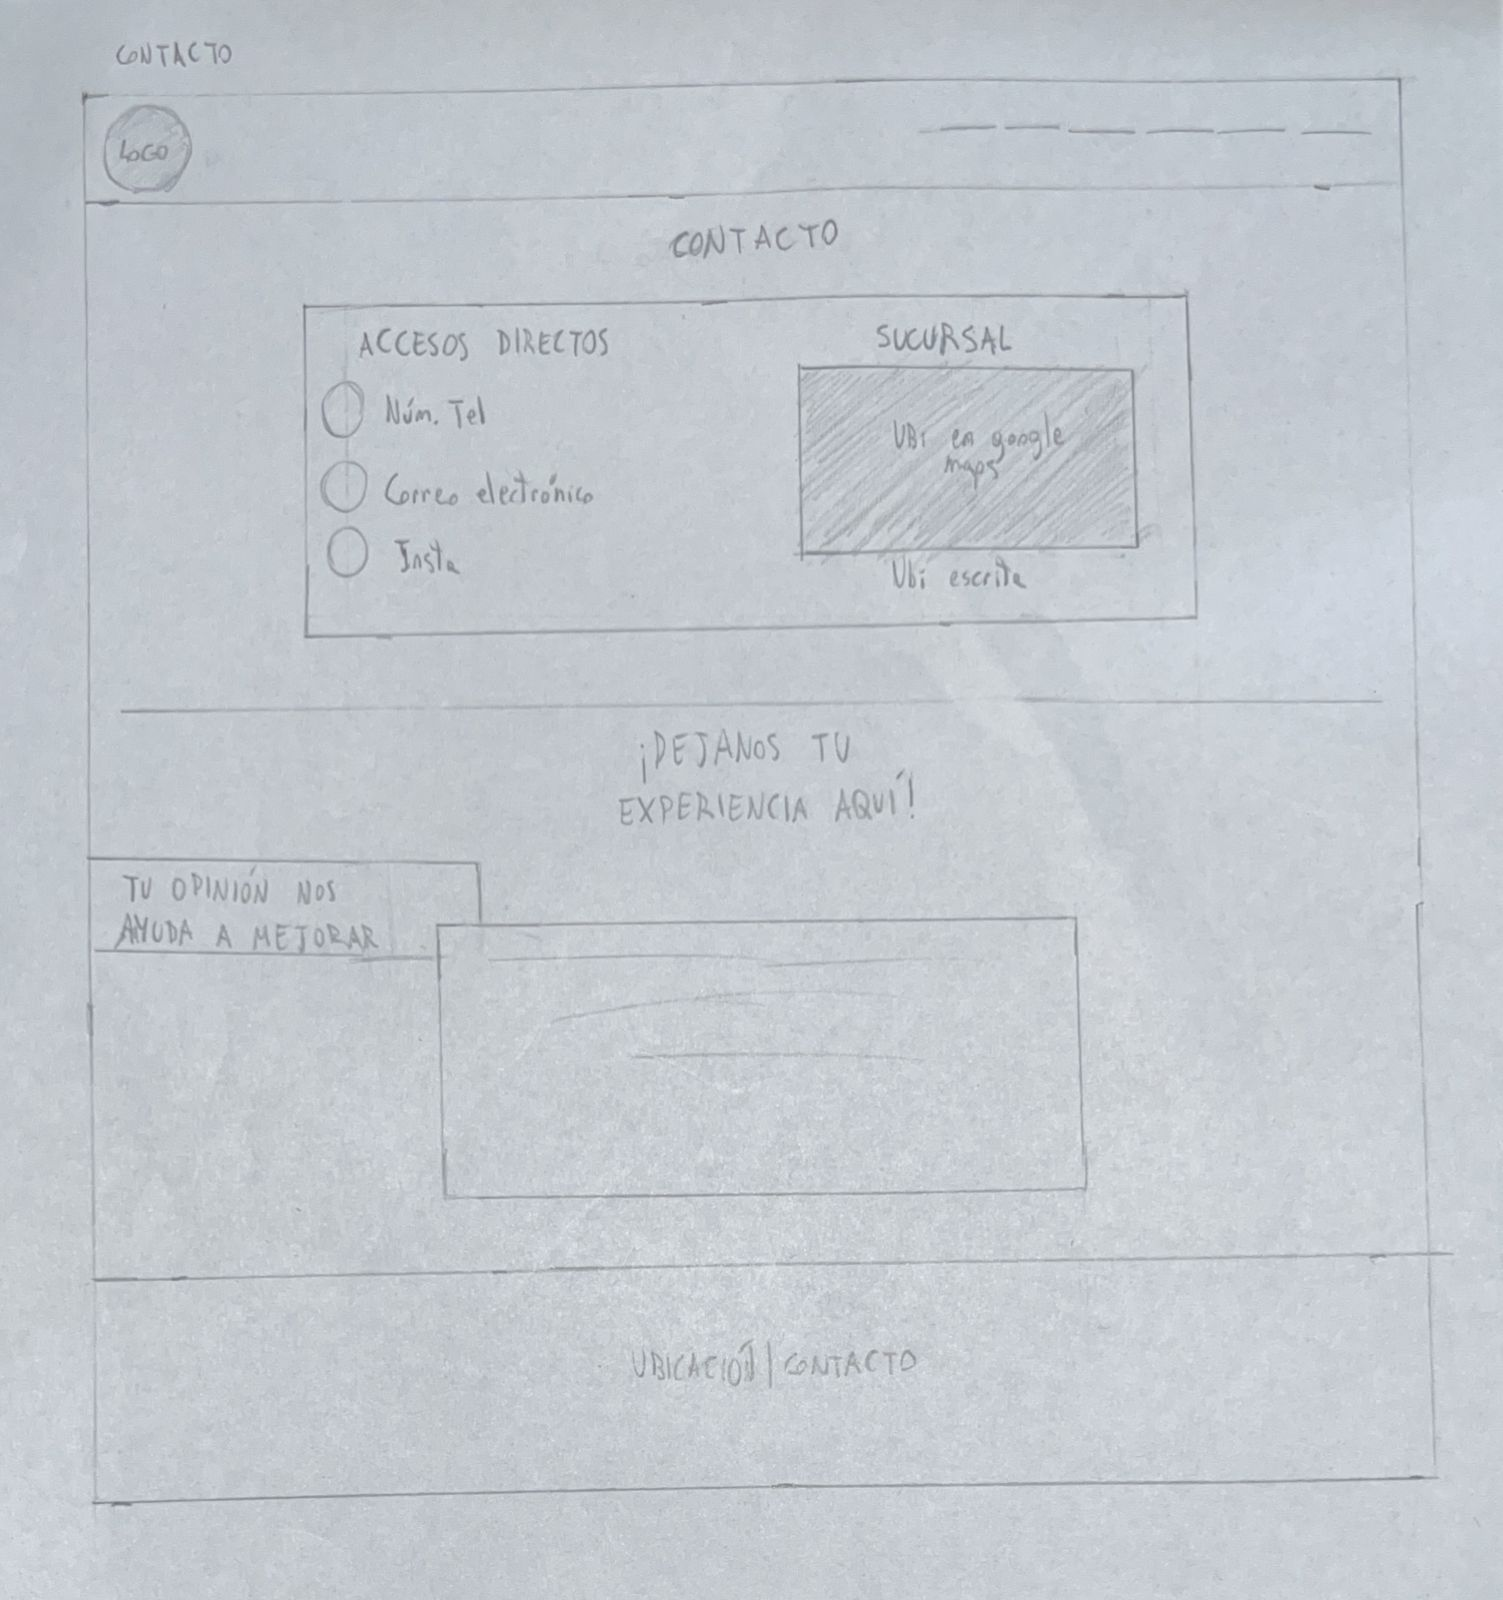 CONTACTO
LOGO
CONTACTO
ACCESOS DIRECTOS
Núm. Tel
Correo electrónico
Insta
SUCURSAL
UBi en google
maps
Ubi escrita
¡DEJANOS TU
EXPERIENCIA AQUÍ!
TU OPINIÓN NOS
AYUDA A MEJORAR
UBICACIÓN | CONTACTO